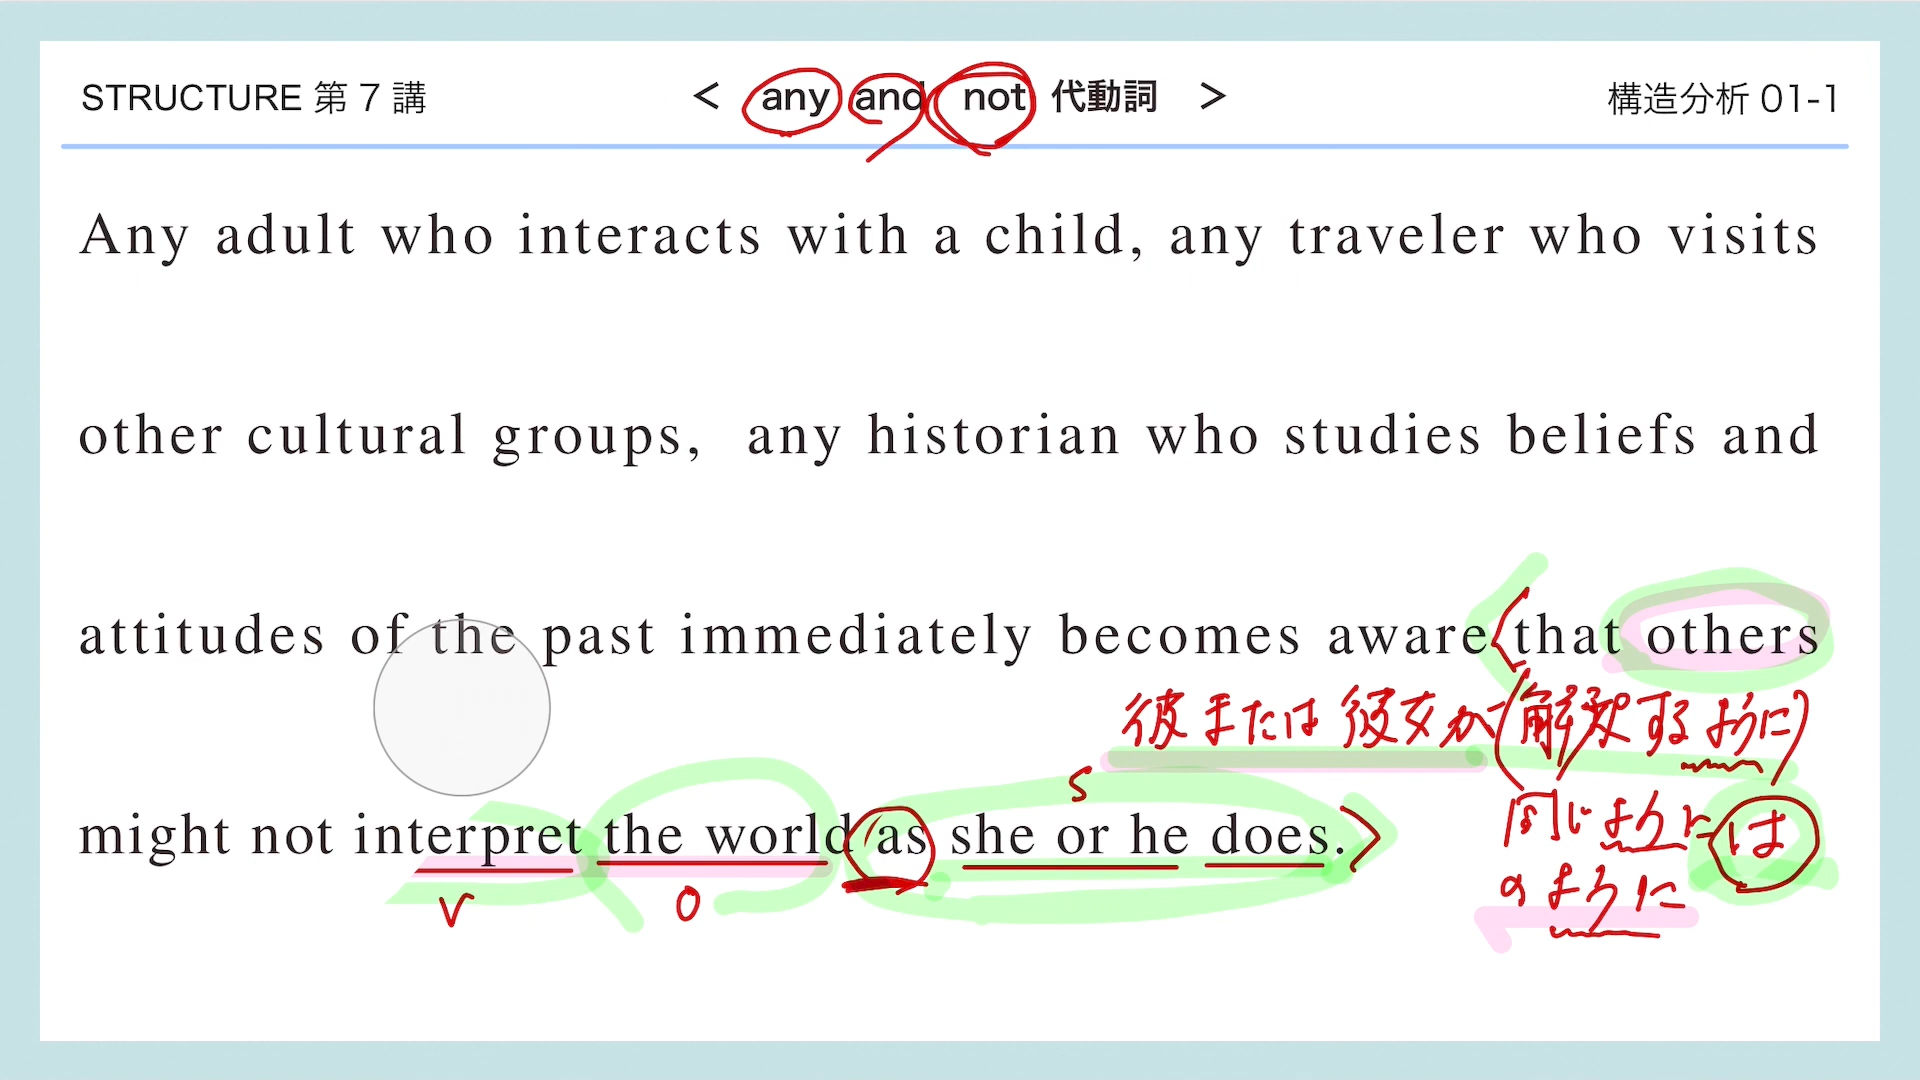 STRUCTURE 第 7 講 < any and not 代動詞 > 構造分析 01-1
Any adult who interacts with a child, any traveler who visits
other cultural groups, any historian who studies beliefs and
attitudes of the past immediately becomes aware that others
彼または彼女が(解釈するように)
S
might not interpret the world as she or he does.
同じように は
のように
V O